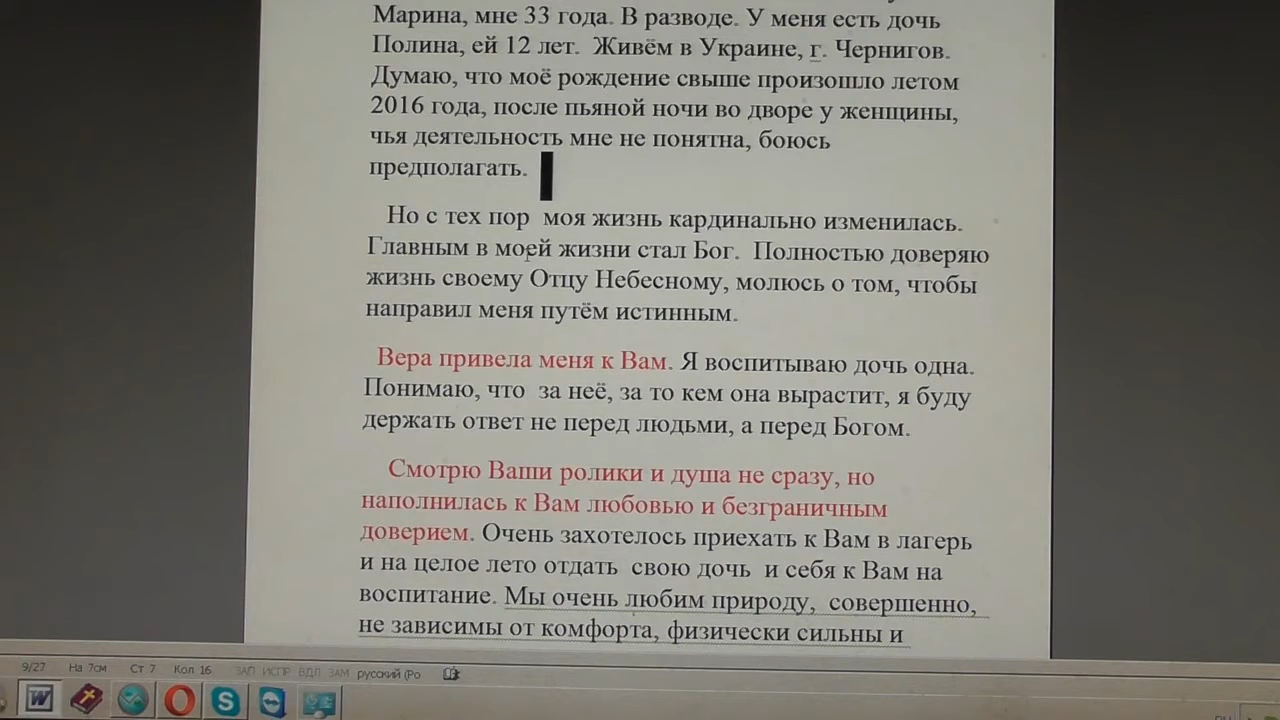 Марина, мне 33 года. В разводе. У меня есть дочь
Полина, ей 12 лет.  Живём в Украине, г. Чернигов.
Думаю, что моё рождение свыше произошло летом
2016 года, после пьяной ночи во дворе у женщины,
чья деятельность мне не понятна, боюсь
предполагать.
Но с тех пор  моя жизнь кардинально изменилась.
Главным в моей жизни стал Бог.  Полностью доверяю
жизнь своему Отцу Небесному, молюсь о том, чтобы
направил меня путём истинным.
Вера привела меня к Вам. Я воспитываю дочь одна.
Понимаю, что  за неё, за то кем она вырастит, я буду
держать ответ не перед людьми, а перед Богом.
Смотрю Ваши ролики и душа не сразу, но
наполнилась к Вам любовью и безграничным
доверием. Очень захотелось приехать к Вам в лагерь
и на целое лето отдать  свою дочь  и себя к Вам на
воспитание. Мы очень любим природу,  совершенно,
не зависимы от комфорта, физически сильны и
9/27 На 7см Ст 7 Кол 16 ЗАП ИСПР ВДЛ ЗАМ русский (Ро